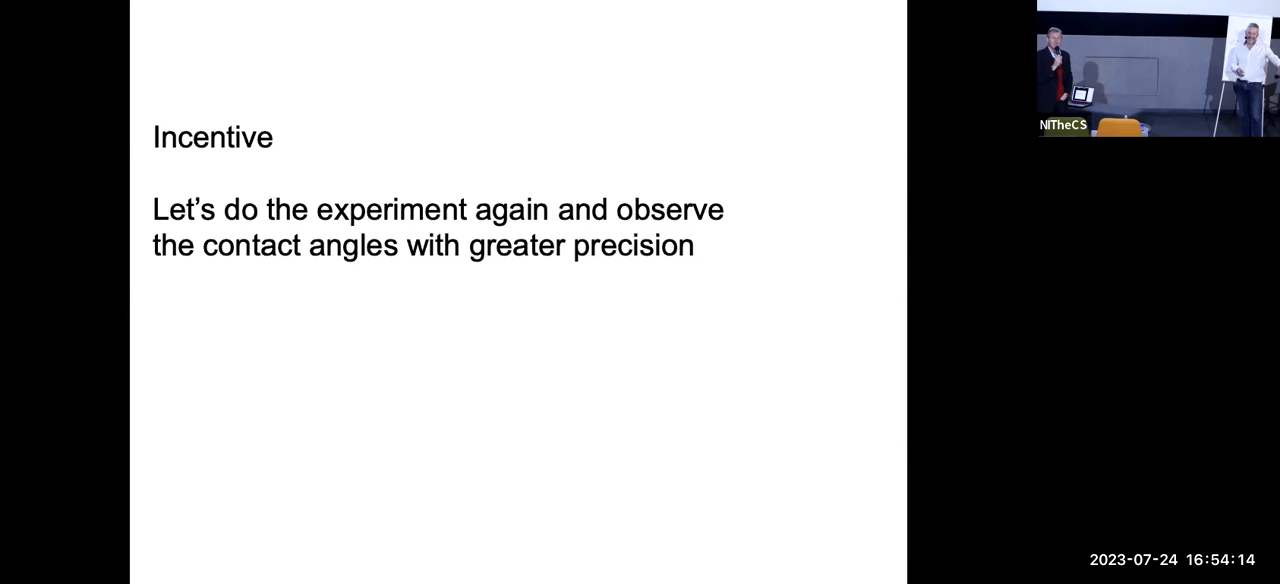 Incentive
Let’s do the experiment again and observe
the contact angles with greater precision
NITheCS
2023-07-24 16:54:14